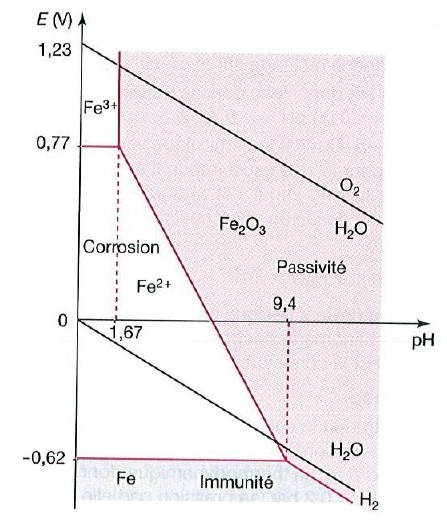 E (V)
1,23
Fe³⁺
0,77
O₂
H₂O
Fe₂O₃
Corrosion
Passivité
Fe²⁺
9,4
0
1,67
pH
H₂O
-0,62
Fe
Immunité
H₂